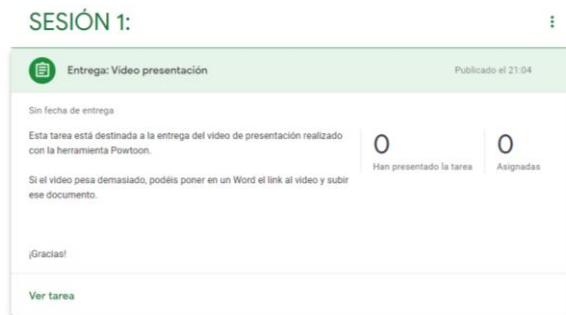 SESIÓN 1:
Entrega: Video presentación
Publicado el 21:04
Sin fecha de entrega
Esta tarea está destinada a la entrega del video de presentación realizado
con la herramienta Powtoon.
Si el video pesa demasiado, podéis poner en un Word el link al video y subir
ese documento.
¡Gracias!
0
Han presentado la tarea
0
Asignadas
Ver tarea